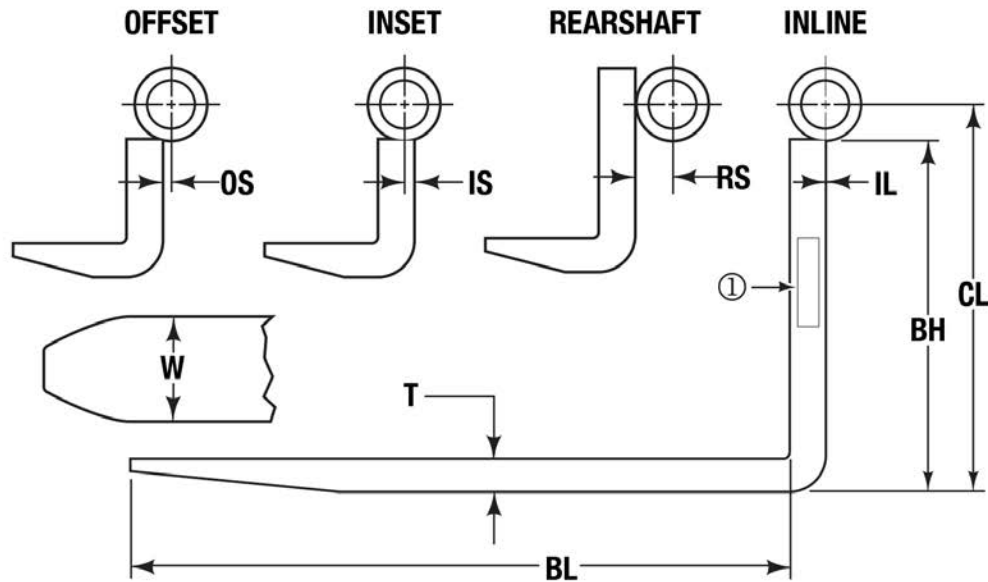 OFFSET
INSET
REARSHAFT
INLINE
OS
IS
RS
IL
①
CL
BH
W
T
BL